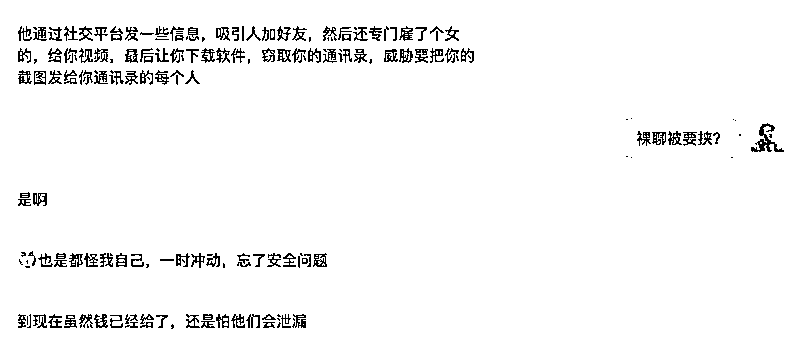 他通过社交平台发一些信息，吸引人加好友，然后还专门雇了个女
的，给你视频，最后让你下载软件，窃取你的通讯录，威胁要把你的
截图发给你通讯录的每个人
裸聊被要挟？
是啊
也是都怪我自己，一时冲动，忘了安全问题
到现在虽然钱已经给了，还是怕他们会泄漏